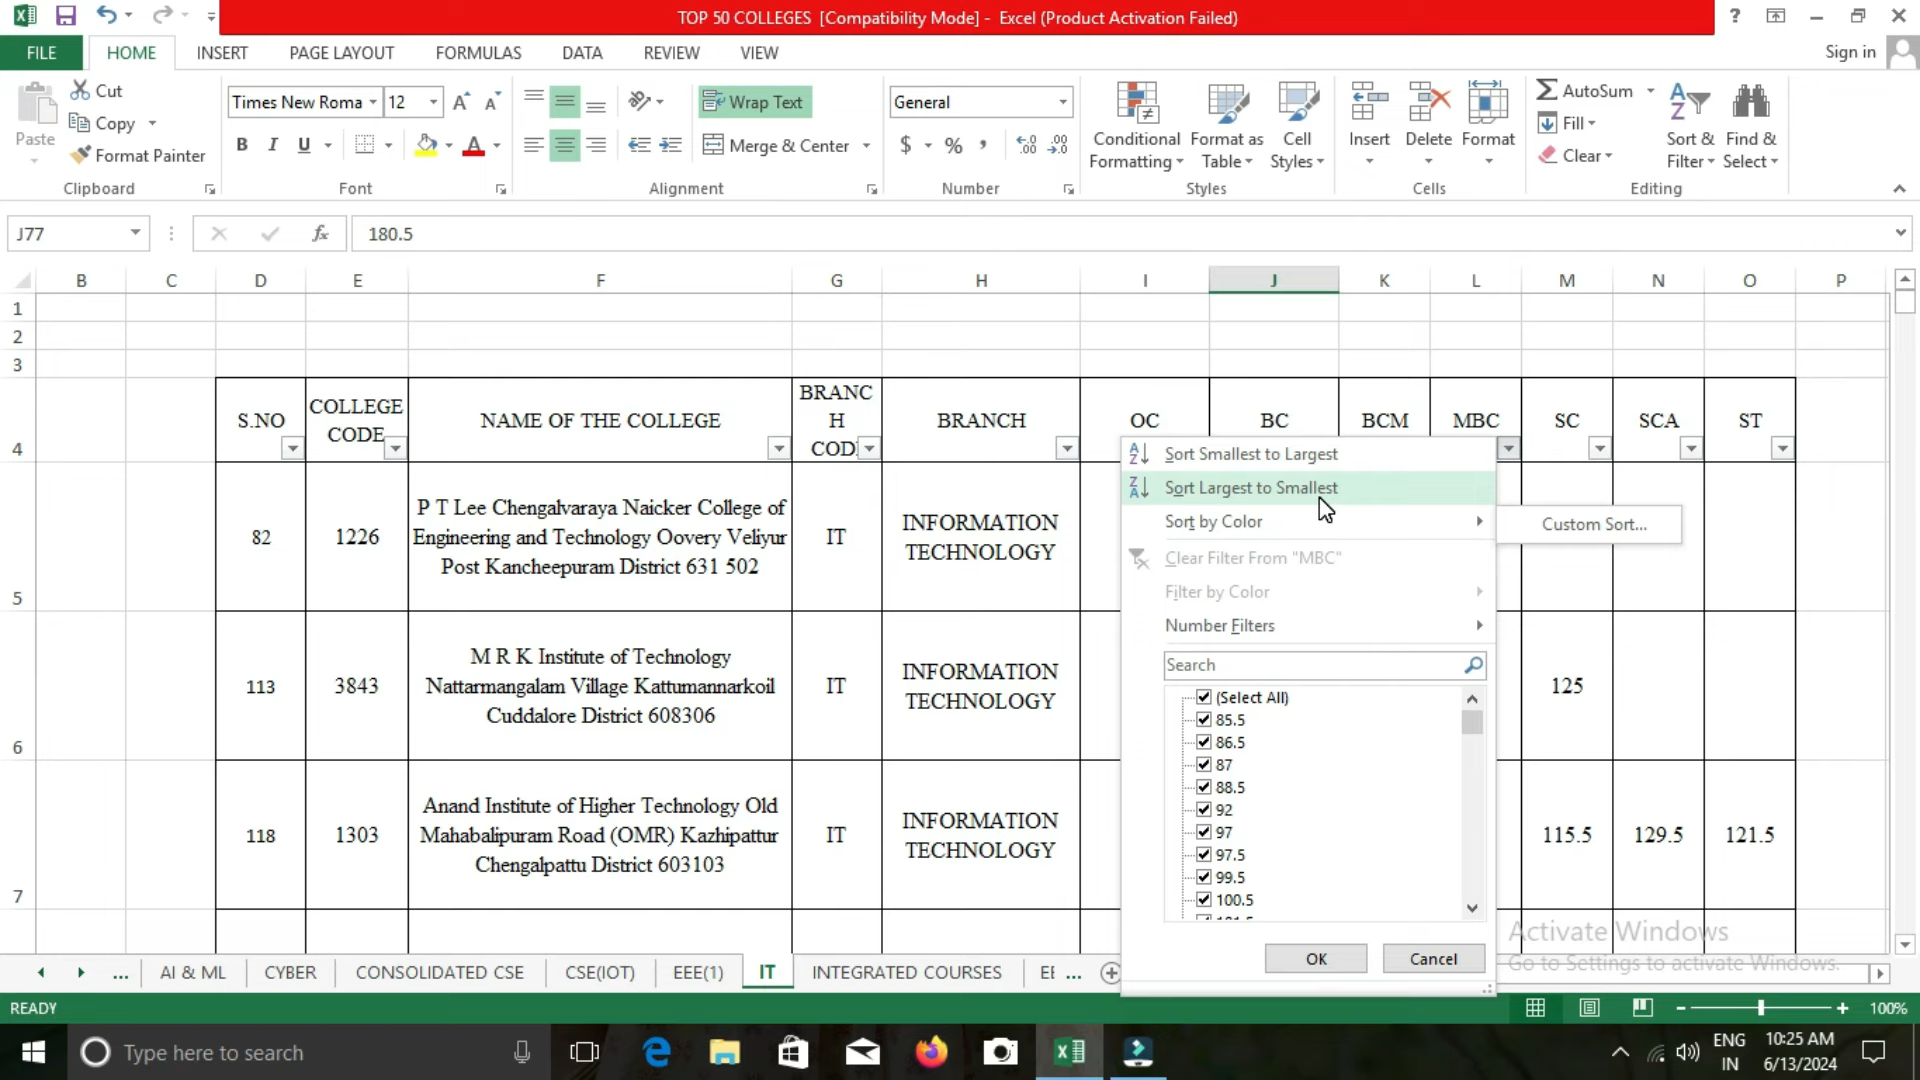 TOP 50 COLLEGES [Compatibility Mode] - Excel (Product Activation Failed)
?
FILE HOME INSERT PAGE LAYOUT FORMULAS DATA REVIEW VIEW Sign in
Paste
Cut
Copy
Format Painter
Clipboard
Times New Roma 12
B I U A
Font
Wrap Text
Merge & Center
Alignment
General
$ % ,
Number
Conditional Formatting
Format as Table
Cell Styles
Styles
Insert
Delete
Format
Cells
AutoSum
Fill
Clear
Sort & Filter
Find & Select
Editing
J77 fx 180.5
B C D E F G H I J K L M N O P
1
2
3
4
S.NO
COLLEGE
CODE
NAME OF THE COLLEGE
BRANC
H
COD
BRANCH
OC
BC
BCM
MBC
SC
SCA
ST
5
82
1226
P T Lee Chengalvaraya Naicker College of
Engineering and Technology Oovery Veliyur
Post Kancheepuram District 631 502
IT
INFORMATION
TECHNOLOGY
6
113
3843
M R K Institute of Technology
Nattarmangalam Village Kattumannarkoil
Cuddalore District 608306
IT
INFORMATION
TECHNOLOGY
125
7
118
1303
Anand Institute of Higher Technology Old
Mahabalipuram Road (OMR) Kazhipattur
Chengalpattu District 603103
IT
INFORMATION
TECHNOLOGY
115.5
129.5
121.5
Sort Smallest to Largest
Sort Largest to Smallest
Sort by Color
Custom Sort...
Clear Filter From "MBC"
Filter by Color
Number Filters
Search
(Select All)
85.5
86.5
87
88.5
92
97
97.5
99.5
100.5
OK Cancel
Activate Windows
Go to Settings to activate Windows.
... AI & ML CYBER CONSOLIDATED CSE CSE(IOT) EEE(1) IT INTEGRATED COURSES EE ...
READY
100%
Type here to search
ENG
IN
10:25 AM
6/13/2024